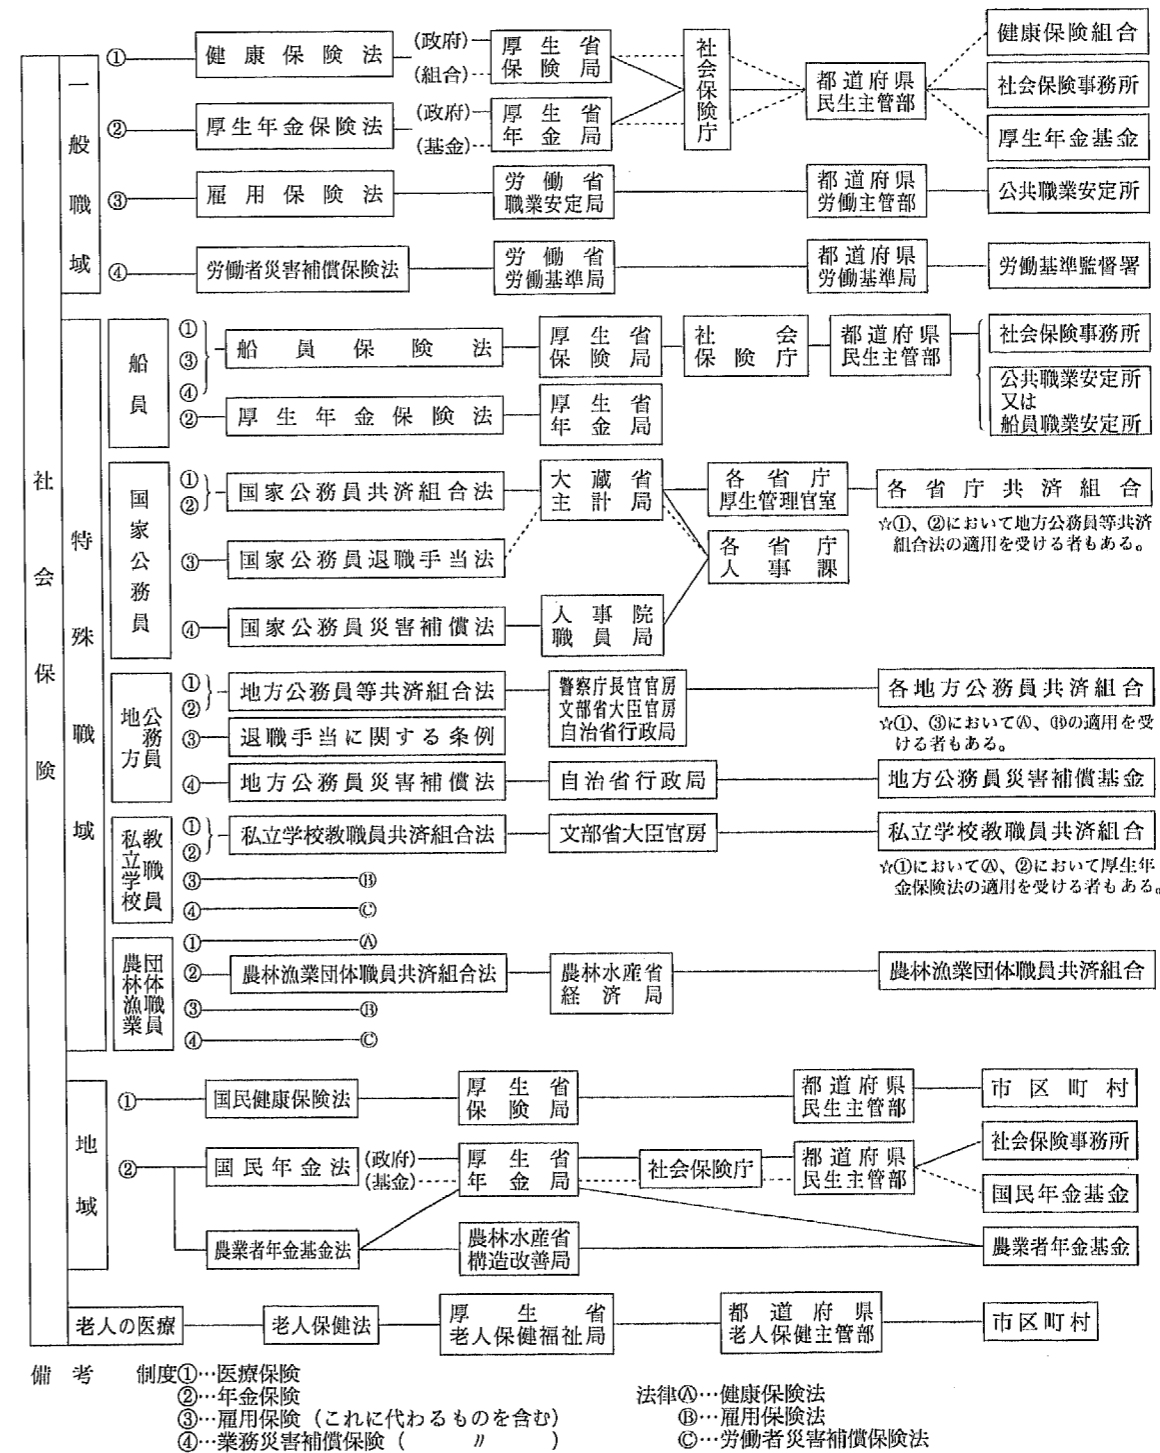 社会保険
一般職域
①
健康保険法
(政府)
(組合)
厚生省
保険局
社会保険庁
都道府県
民生主管部
健康保険組合
社会保険事務所
厚生年金基金
②
厚生年金保険法
(政府)
(基金)
厚生省
年金局
③
雇用保険法
労働省
職業安定局
都道府県
労働主管部
公共職業安定所
④
労働者災害補償保険法
労働省
労働基準局
都道府県
労働基準局
労働基準監督署
特殊職域
船員
①
③
④
船員保険法
厚生省
保険局
社会
保険庁
都道府県
民生主管部
社会保険事務所
公共職業安定所
又は
船員職業安定所
②
厚生年金保険法
厚生省
年金局
国家公務員
①
②
国家公務員共済組合法
大蔵省
主計局
各省庁
厚生管理官室
各省庁共済組合
☆①、②において地方公務員等共済
組合法の適用を受ける者もある。
③
国家公務員退職手当法
各省庁
人事課
④
国家公務員災害補償法
人事院
職員局
地方
公務員
①
②
地方公務員等共済組合法
警察庁長官官房
文部省大臣官房
自治省行政局
各地方公務員共済組合
☆①、③においてⒶ、Ⓑの適用を受
ける者もある。
③
退職手当に関する条例
④
地方公務員災害補償法
自治省行政局
地方公務員災害補償基金
私立学校
教職員
①
②
私立学校教職員共済組合法
文部省大臣官房
私立学校教職員共済組合
☆①においてⒶ、②において厚生年
金保険法の適用を受ける者もある。
③ Ⓑ
④ Ⓒ
農林漁業
団体職員
① Ⓐ
②
農林漁業団体職員共済組合法
農林水産省
経済局
農林漁業団体職員共済組合
③ Ⓑ
④ Ⓒ
地域
①
国民健康保険法
厚生省
保険局
都道府県
民生主管部
市区町村
②
国民年金法
(政府)
(基金)
厚生省
年金局
社会保険庁
都道府県
民生主管部
社会保険事務所
国民年金基金
農業者年金基金法
農林水産省
構造改善局
農業者年金基金
老人の医療
老人保健法
厚生省
老人保健福祉局
都道府県
老人保健主管部
市区町村
備考 制度①…医療保険
②…年金保険
③…雇用保険（これに代わるものを含む）
④…業務災害補償保険（ 〃 ）
法律Ⓐ…健康保険法
Ⓑ…雇用保険法
Ⓒ…労働者災害補償保険法